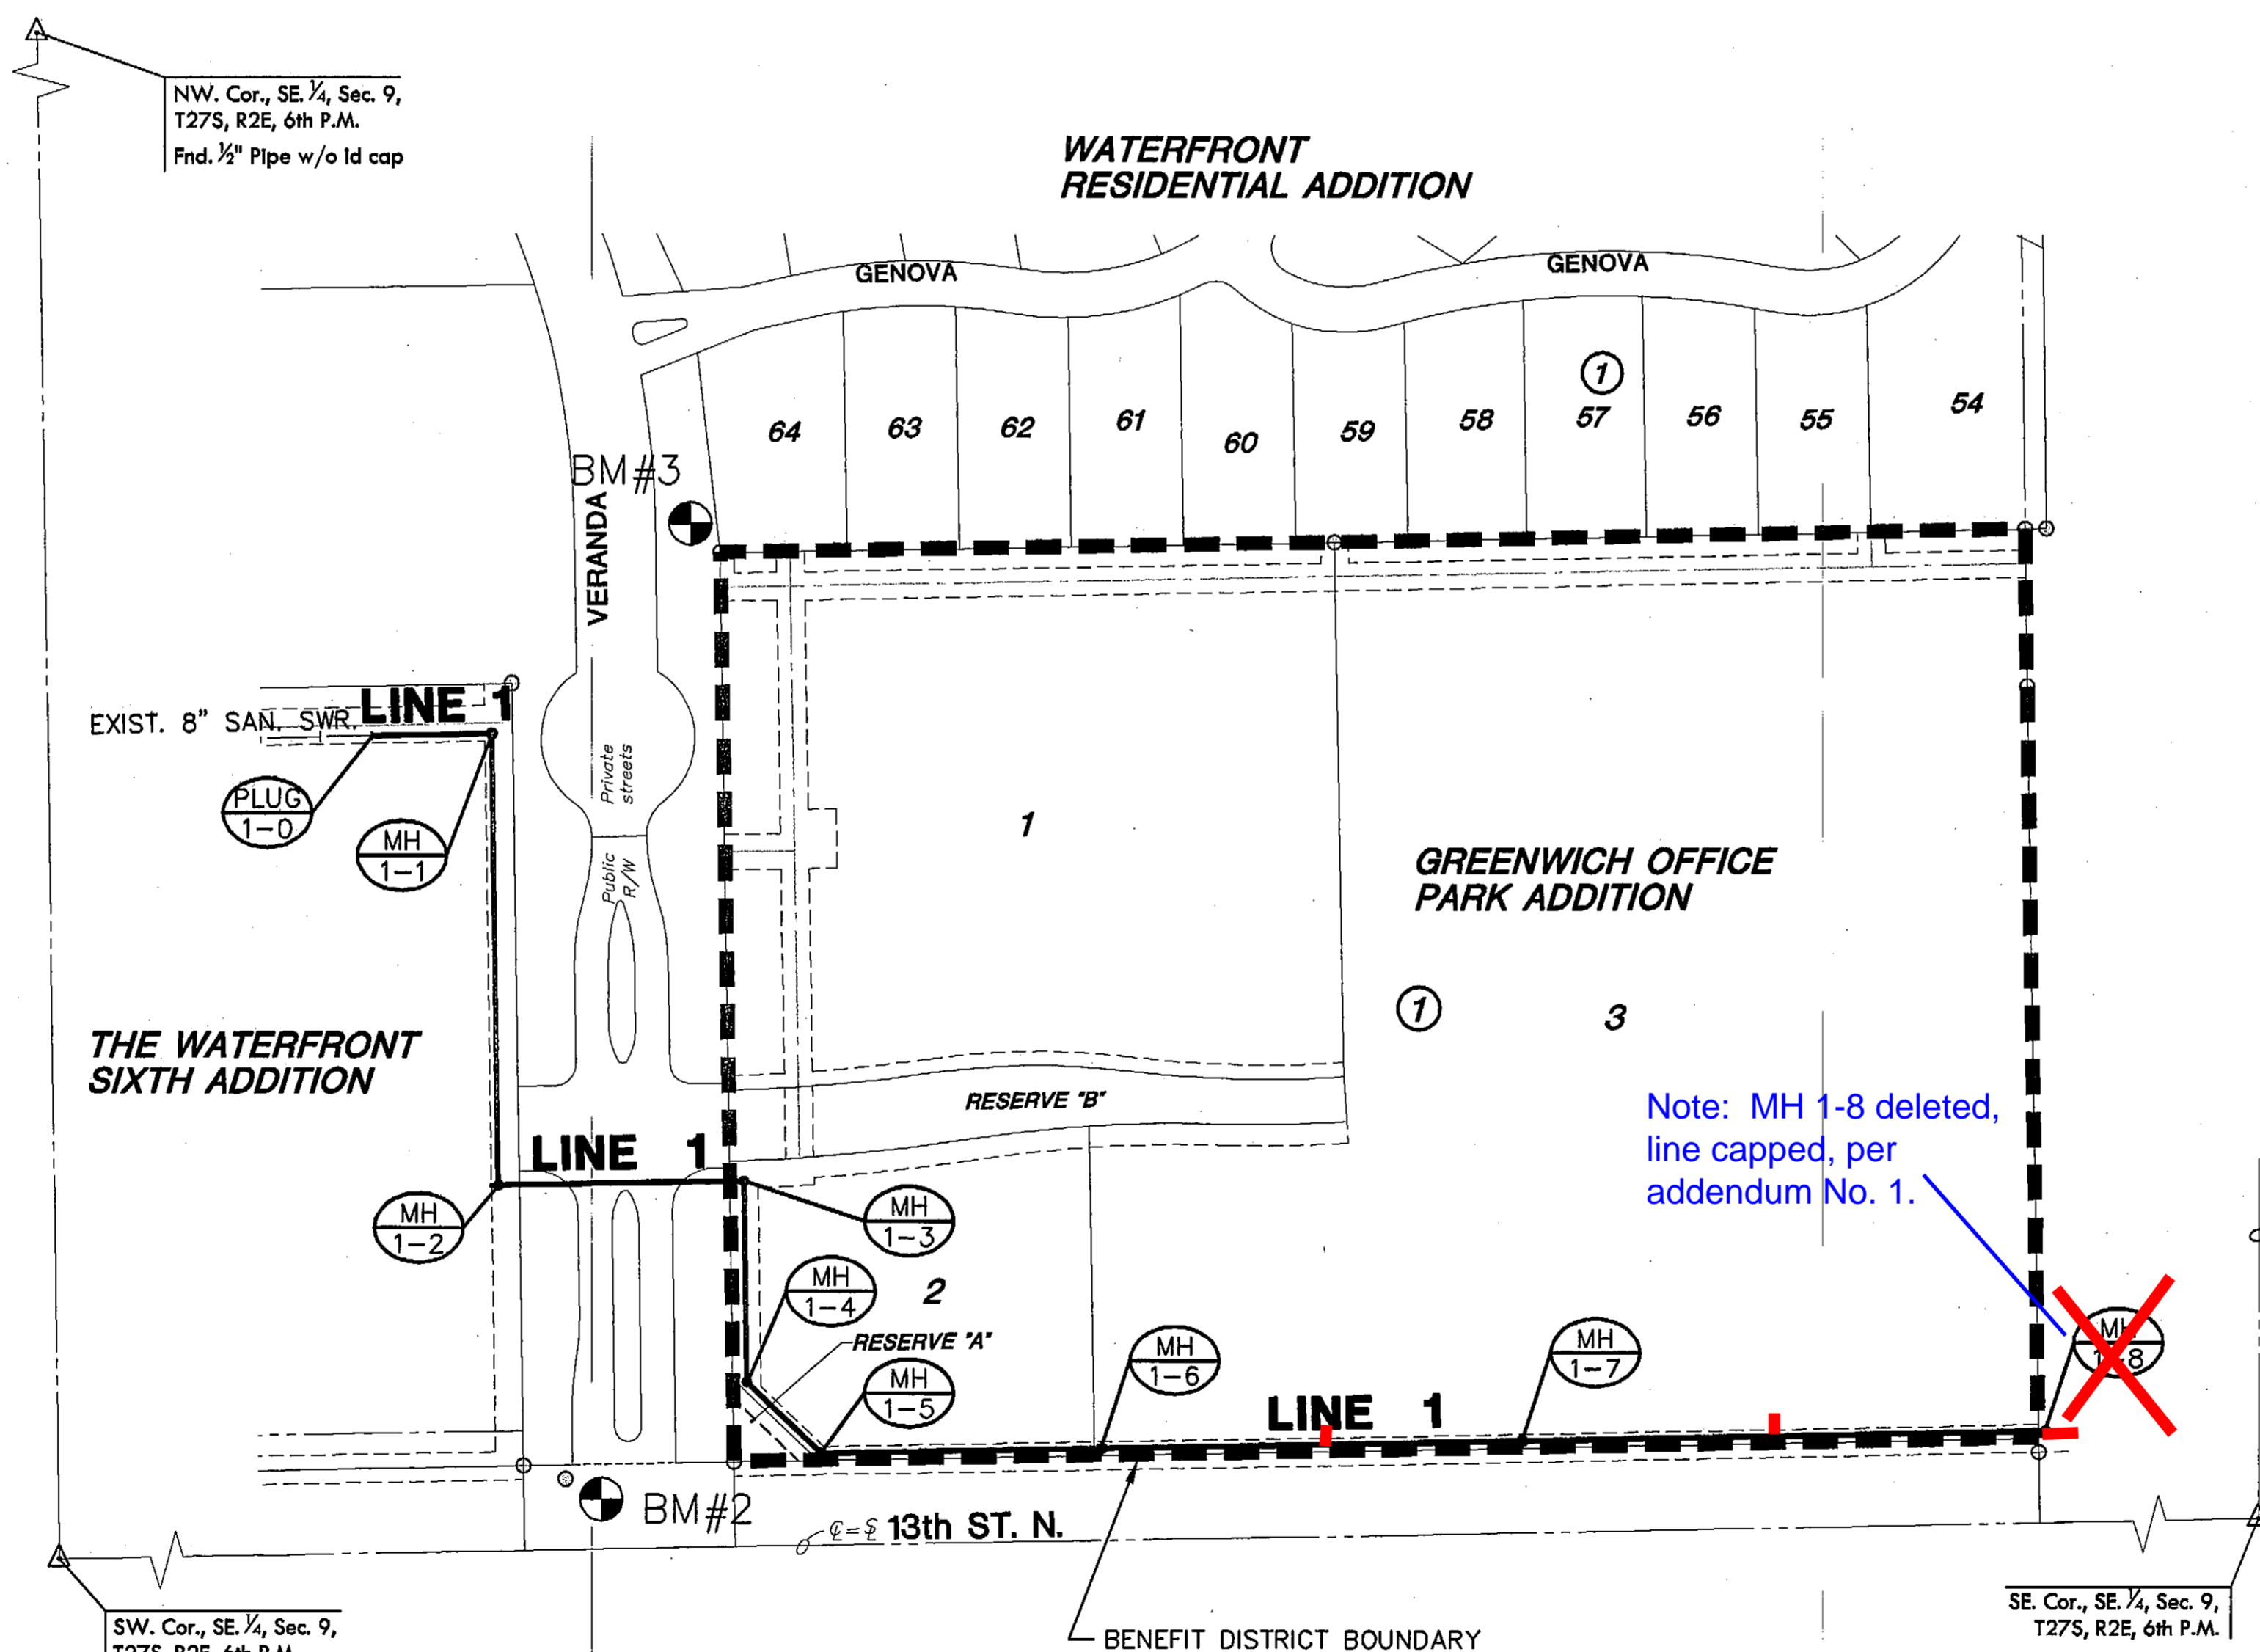 NW. Cor., SE. ¼, Sec. 9,
T27S, R2E, 6th P.M.
Fnd. ½" Pipe w/o id cap
WATERFRONT
RESIDENTIAL ADDITION
GENOVA
GENOVA
1
64
63
62
61
60
59
58
57
56
55
54
BM#3
VERANDA
LINE 1
EXIST. 8" SAN. SWR.
PLUG
1-0
MH
1-1
Private
streets
Public
R/W
1
GREENWICH OFFICE
PARK ADDITION
1
3
THE WATERFRONT
SIXTH ADDITION
RESERVE "B"
Note: MH 1-8 deleted,
line capped, per
addendum No. 1.
LINE 1
MH
1-2
MH
1-3
MH
1-4
2
RESERVE "A"
MH
1-5
MH
1-6
MH
1-7
MH
1-8
LINE 1
BM#2
13th ST. N.
BENEFIT DISTRICT BOUNDARY
SW. Cor., SE. ¼, Sec. 9,
T27S, R2E, 6th P.M.
SE. Cor., SE. ¼, Sec. 9,
T27S, R2E, 6th P.M.